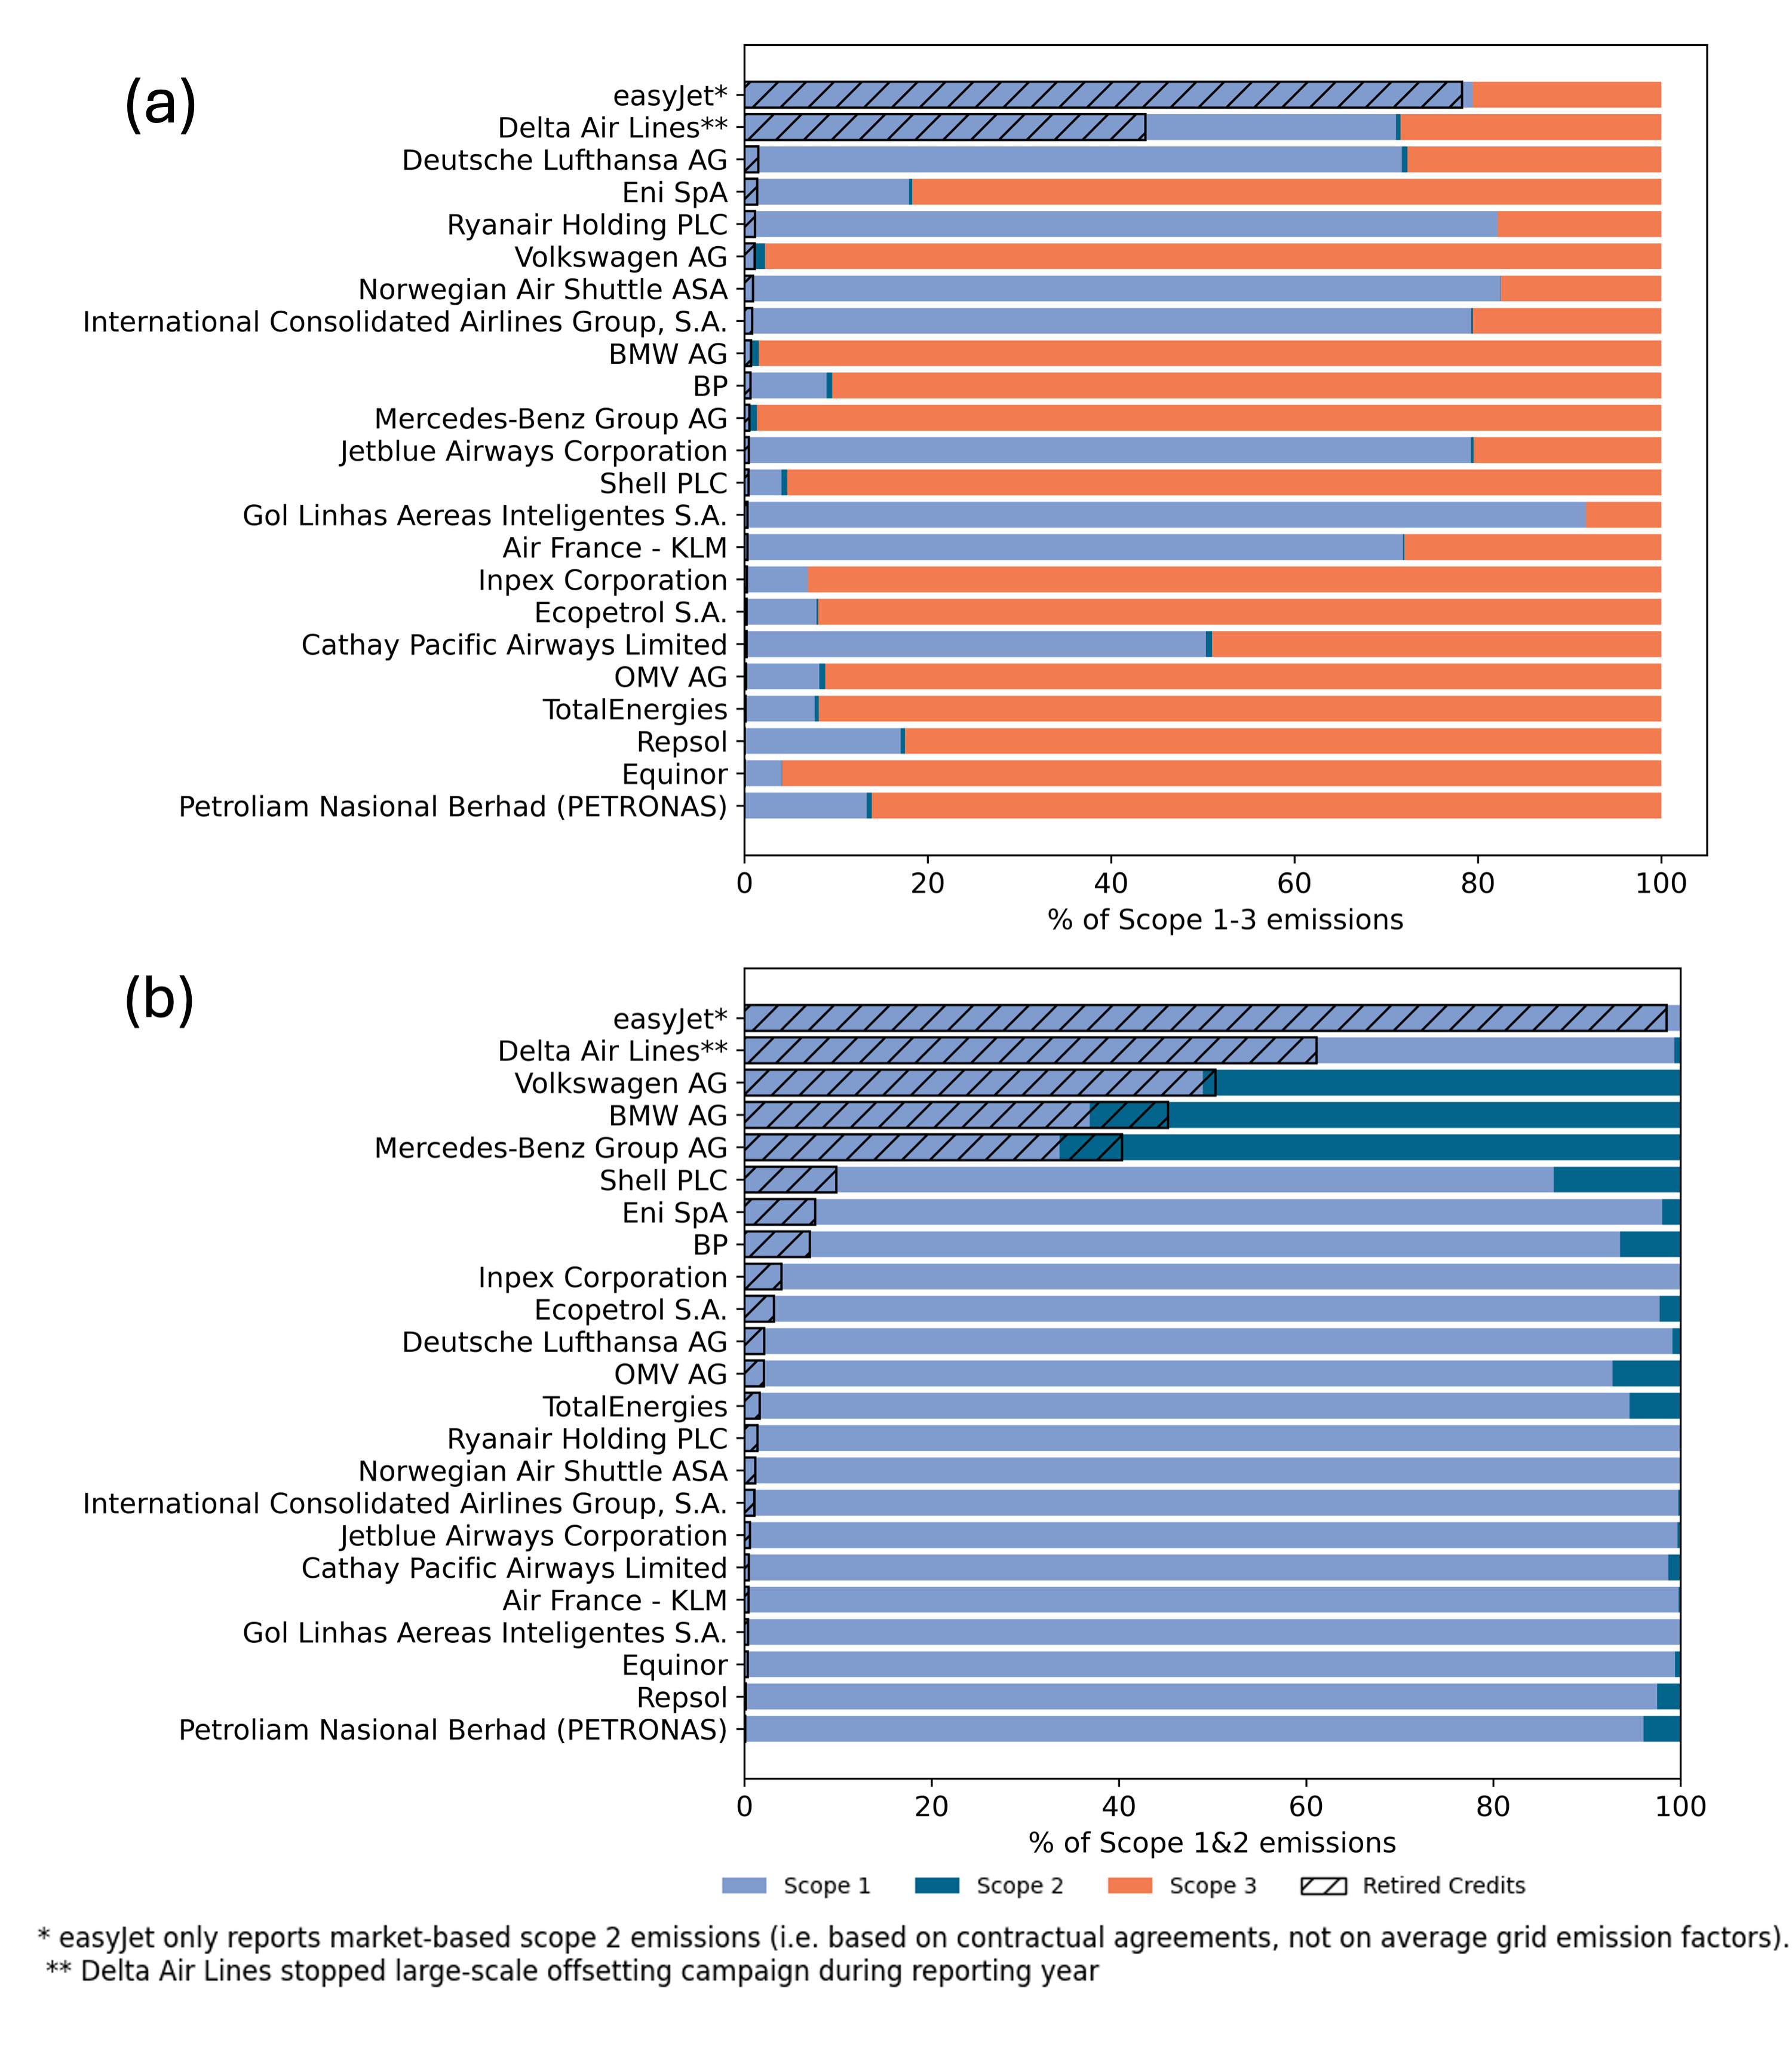 (a)
easyJet*
Delta Air Lines**
Deutsche Lufthansa AG
Eni SpA
Ryanair Holding PLC
Volkswagen AG
Norwegian Air Shuttle ASA
International Consolidated Airlines Group, S.A.
BMW AG
BP
Mercedes-Benz Group AG
Jetblue Airways Corporation
Shell PLC
Gol Linhas Aereas Inteligentes S.A.
Air France - KLM
Inpex Corporation
Ecopetrol S.A.
Cathay Pacific Airways Limited
OMV AG
TotalEnergies
Repsol
Equinor
Petroliam Nasional Berhad (PETRONAS)
0 20 40 60 80 100
% of Scope 1-3 emissions
(b)
easyJet*
Delta Air Lines**
Volkswagen AG
BMW AG
Mercedes-Benz Group AG
Shell PLC
Eni SpA
BP
Inpex Corporation
Ecopetrol S.A.
Deutsche Lufthansa AG
OMV AG
TotalEnergies
Ryanair Holding PLC
Norwegian Air Shuttle ASA
International Consolidated Airlines Group, S.A.
Jetblue Airways Corporation
Cathay Pacific Airways Limited
Air France - KLM
Gol Linhas Aereas Inteligentes S.A.
Equinor
Repsol
Petroliam Nasional Berhad (PETRONAS)
0 20 40 60 80 100
% of Scope 1&2 emissions
Scope 1 Scope 2 Scope 3 Retired Credits
* easyJet only reports market-based scope 2 emissions (i.e. based on contractual agreements, not on average grid emission factors).
** Delta Air Lines stopped large-scale offsetting campaign during reporting year